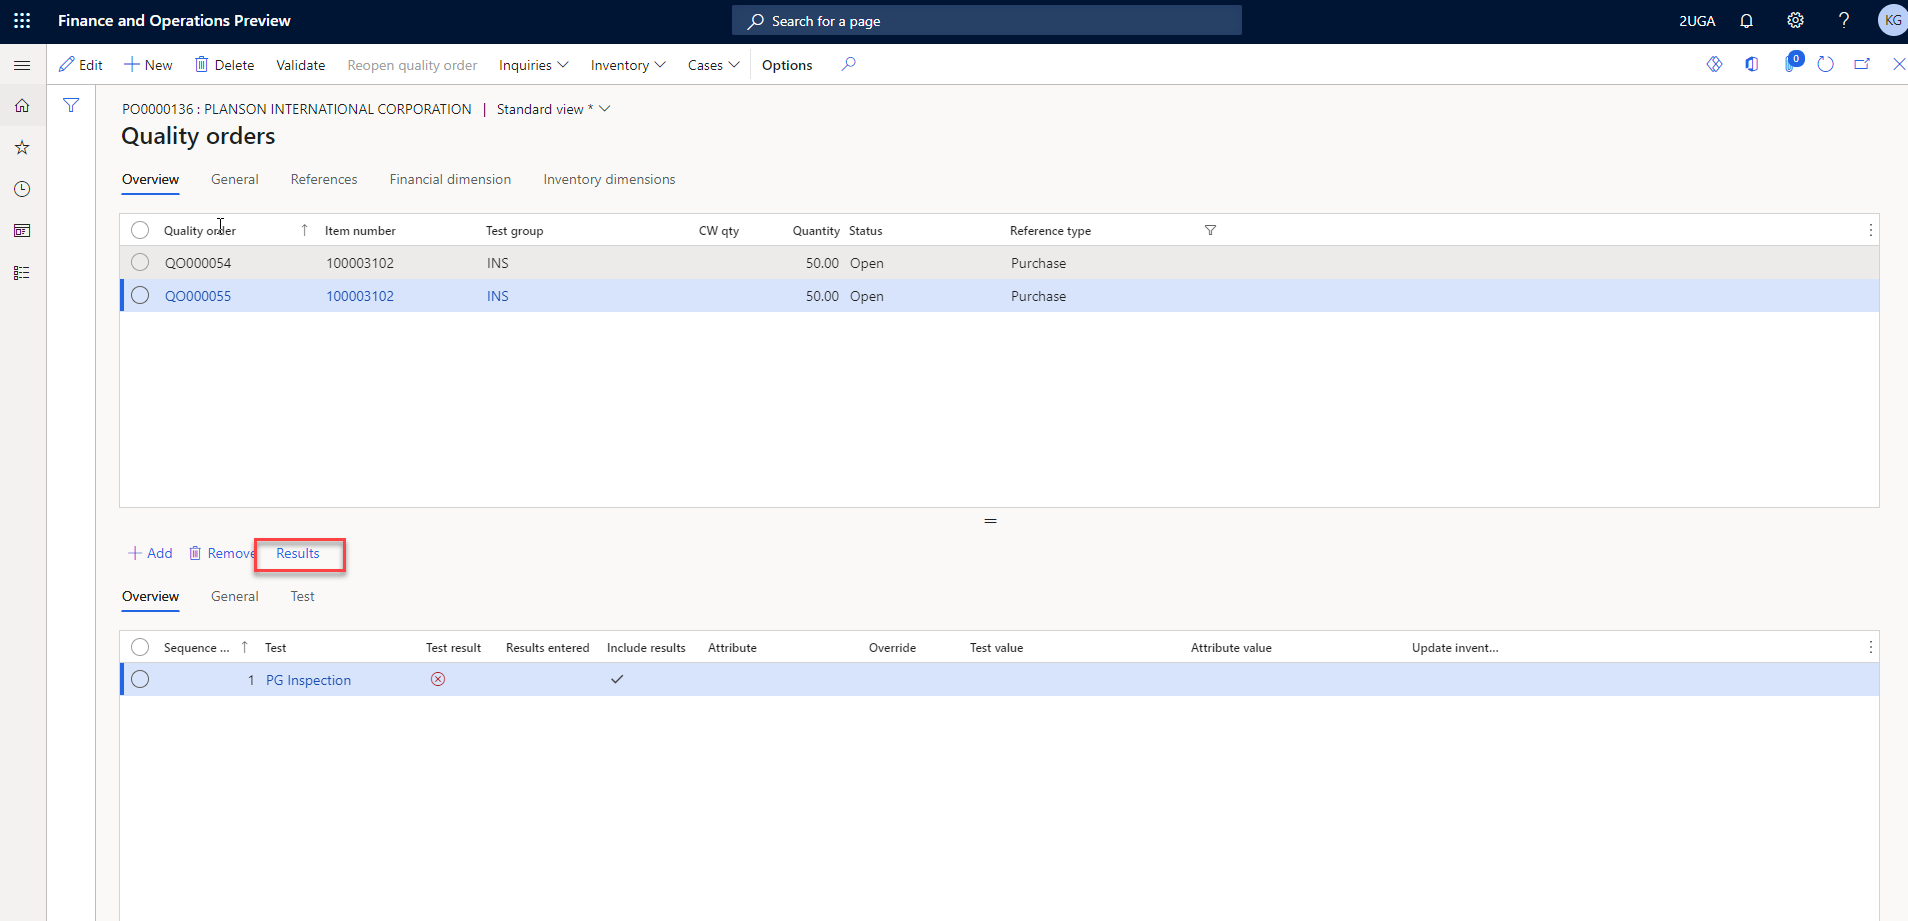 Finance and Operations Preview
Search for a page
2UGA
KG
Edit New Delete Validate Reopen quality order Inquiries Inventory Cases Options
0
PO0000136 : PLANSON INTERNATIONAL CORPORATION | Standard view *
Quality orders
Overview General References Financial dimension Inventory dimensions
Quality order Item number Test group CW qty Quantity Status Reference type
QO000054 100003102 INS 50.00 Open Purchase
QO000055 100003102 INS 50.00 Open Purchase
Add Remove Results
Overview General Test
Sequence ... Test Test result Results entered Include results Attribute Override Test value Attribute value Update invent...
1 PG Inspection